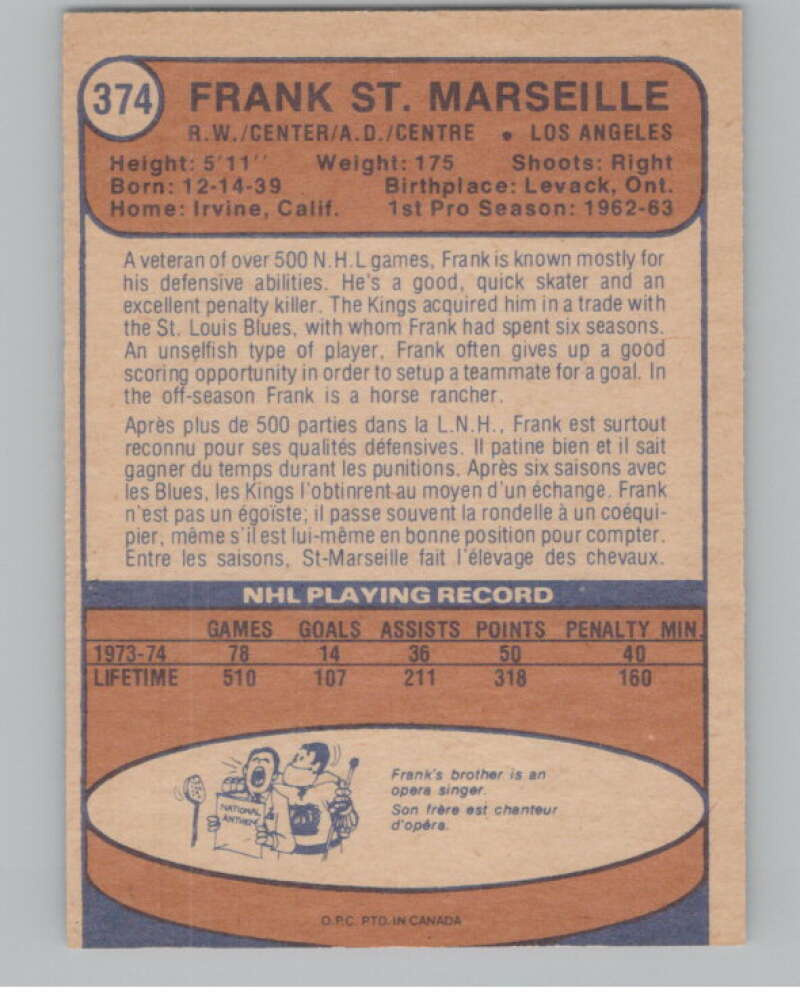 374 FRANK ST. MARSEILLE
R.W./CENTER/A.D./CENTRE • LOS ANGELES
Height: 5'11'' Weight: 175 Shoots: Right
Born: 12-14-39 Birthplace: Levack, Ont.
Home: Irvine, Calif. 1st Pro Season: 1962-63
A veteran of over 500 N.H.L games, Frank is known mostly for
his defensive abilities. He's a good, quick skater and an
excellent penalty killer. The Kings acquired him in a trade with
the St. Louis Blues, with whom Frank had spent six seasons.
An unselfish type of player, Frank often gives up a good
scoring opportunity in order to setup a teammate for a goal. In
the off-season Frank is a horse rancher.
Après plus de 500 parties dans la L.N.H., Frank est surtout
reconnu pour ses qualités défensives. Il patine bien et il sait
gagner du temps durant les punitions. Après six saisons avec
les Blues, les Kings l'obtinrent au moyen d'un échange. Frank
n'est pas un égoïste; il passe souvent la rondelle à un coéqui-
pier, même s'il est lui-même en bonne position pour compter.
Entre les saisons, St-Marseille fait l'élevage des chevaux.
NHL PLAYING RECORD
GAMES GOALS ASSISTS POINTS PENALTY MIN.
1973-74 78 14 36 50 40
LIFETIME 510 107 211 318 160
NATIONAL
ANTHEM
Frank's brother is an
opera singer.
Son frère est chanteur
d'opéra.
O.P.C. PTD. IN CANADA